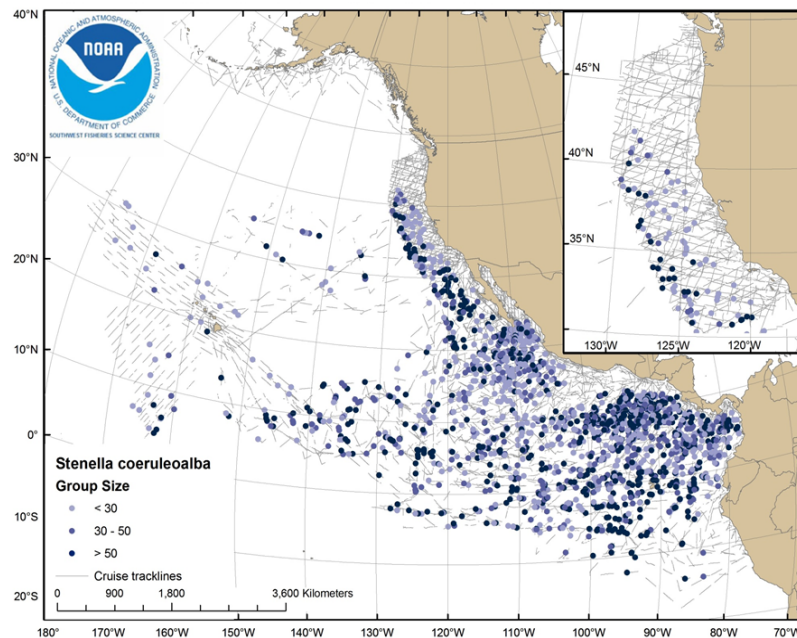 40°N
30°N
20°N
10°N
0°
10°S
20°S
NATIONAL OCEANIC AND ATMOSPHERIC ADMINISTRATION
NOAA
U.S. DEPARTMENT OF COMMERCE
SOUTHWEST FISHERIES SCIENCE CENTER
45°N
40°N
35°N
130°W
125°W
120°W
Stenella coeruleoalba
Group Size
< 30
30 - 50
> 50
Cruise tracklines
0 900 1,800 3,600 Kilometers
180° 170°W 160°W 150°W 140°W 130°W 120°W 110°W 100°W 90°W 80°W 70°W